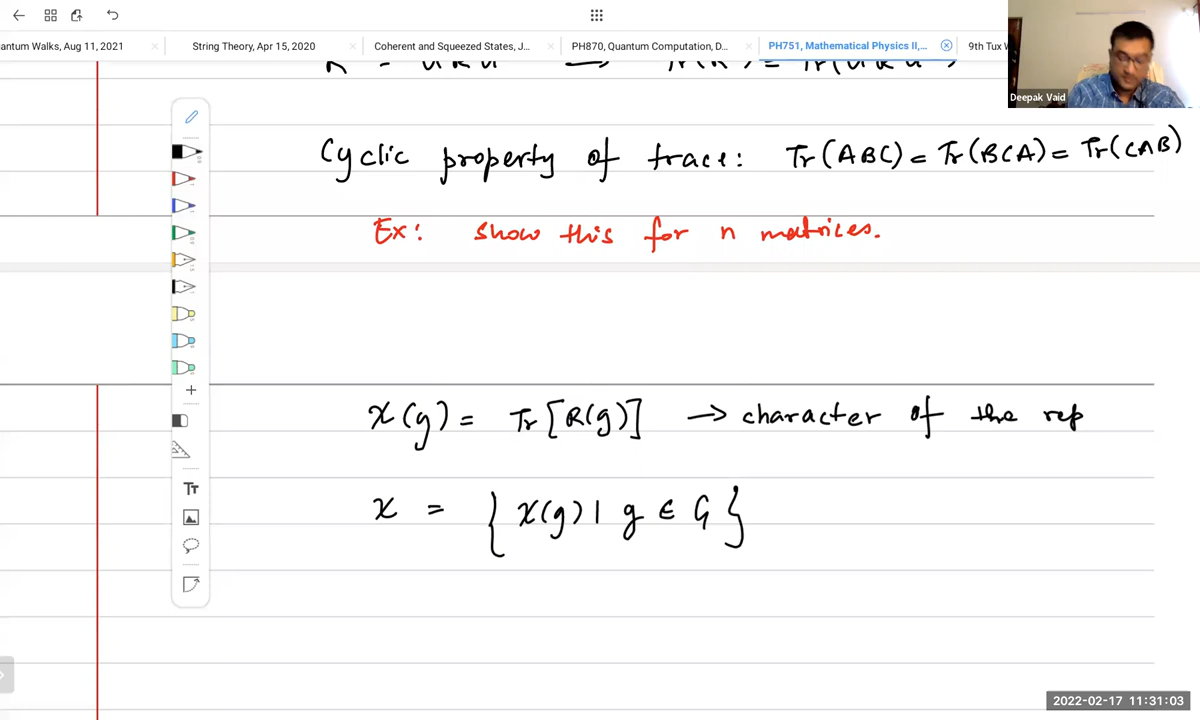 antum Walks, Aug 11, 2021 String Theory, Apr 15, 2020 Coherent and Squeezed States, J... PH870, Quantum Computation, D... PH751, Mathematical Physics II,... 9th Tux W
Deepak Vaid
Cyclic property of trace: Tr(ABC) = Tr(BCA) = Tr(CAB)
Ex: Show this for n matrices.
χ(g) = Tr[R(g)] → character of the rep
χ = { χ(g) | g ∈ G }
TT
2022-02-17 11:31:03